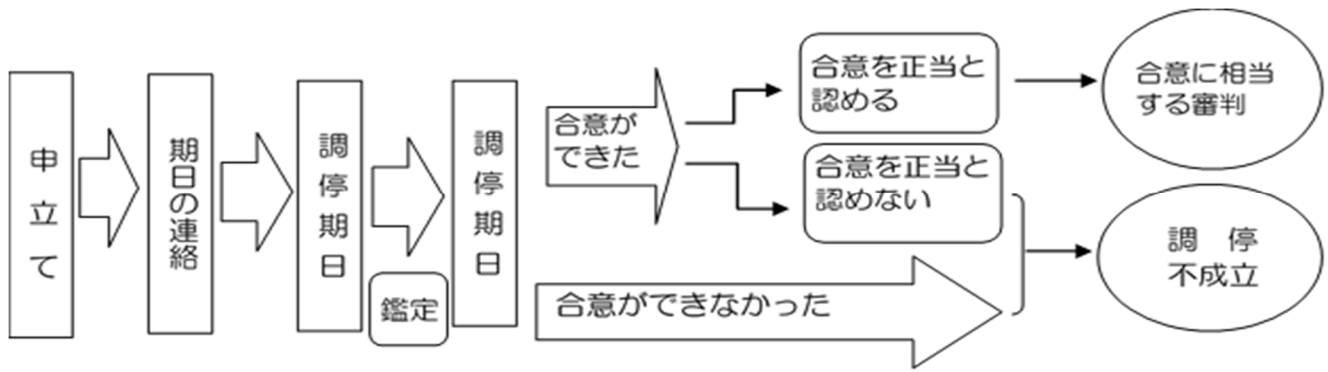 申立て
期日の連絡
調停期日
鑑定
調停期日
合意が
できた
合意を正当と
認める
合意に相当
する審判
合意を正当と
認めない
合意ができなかった
調　停
不成立